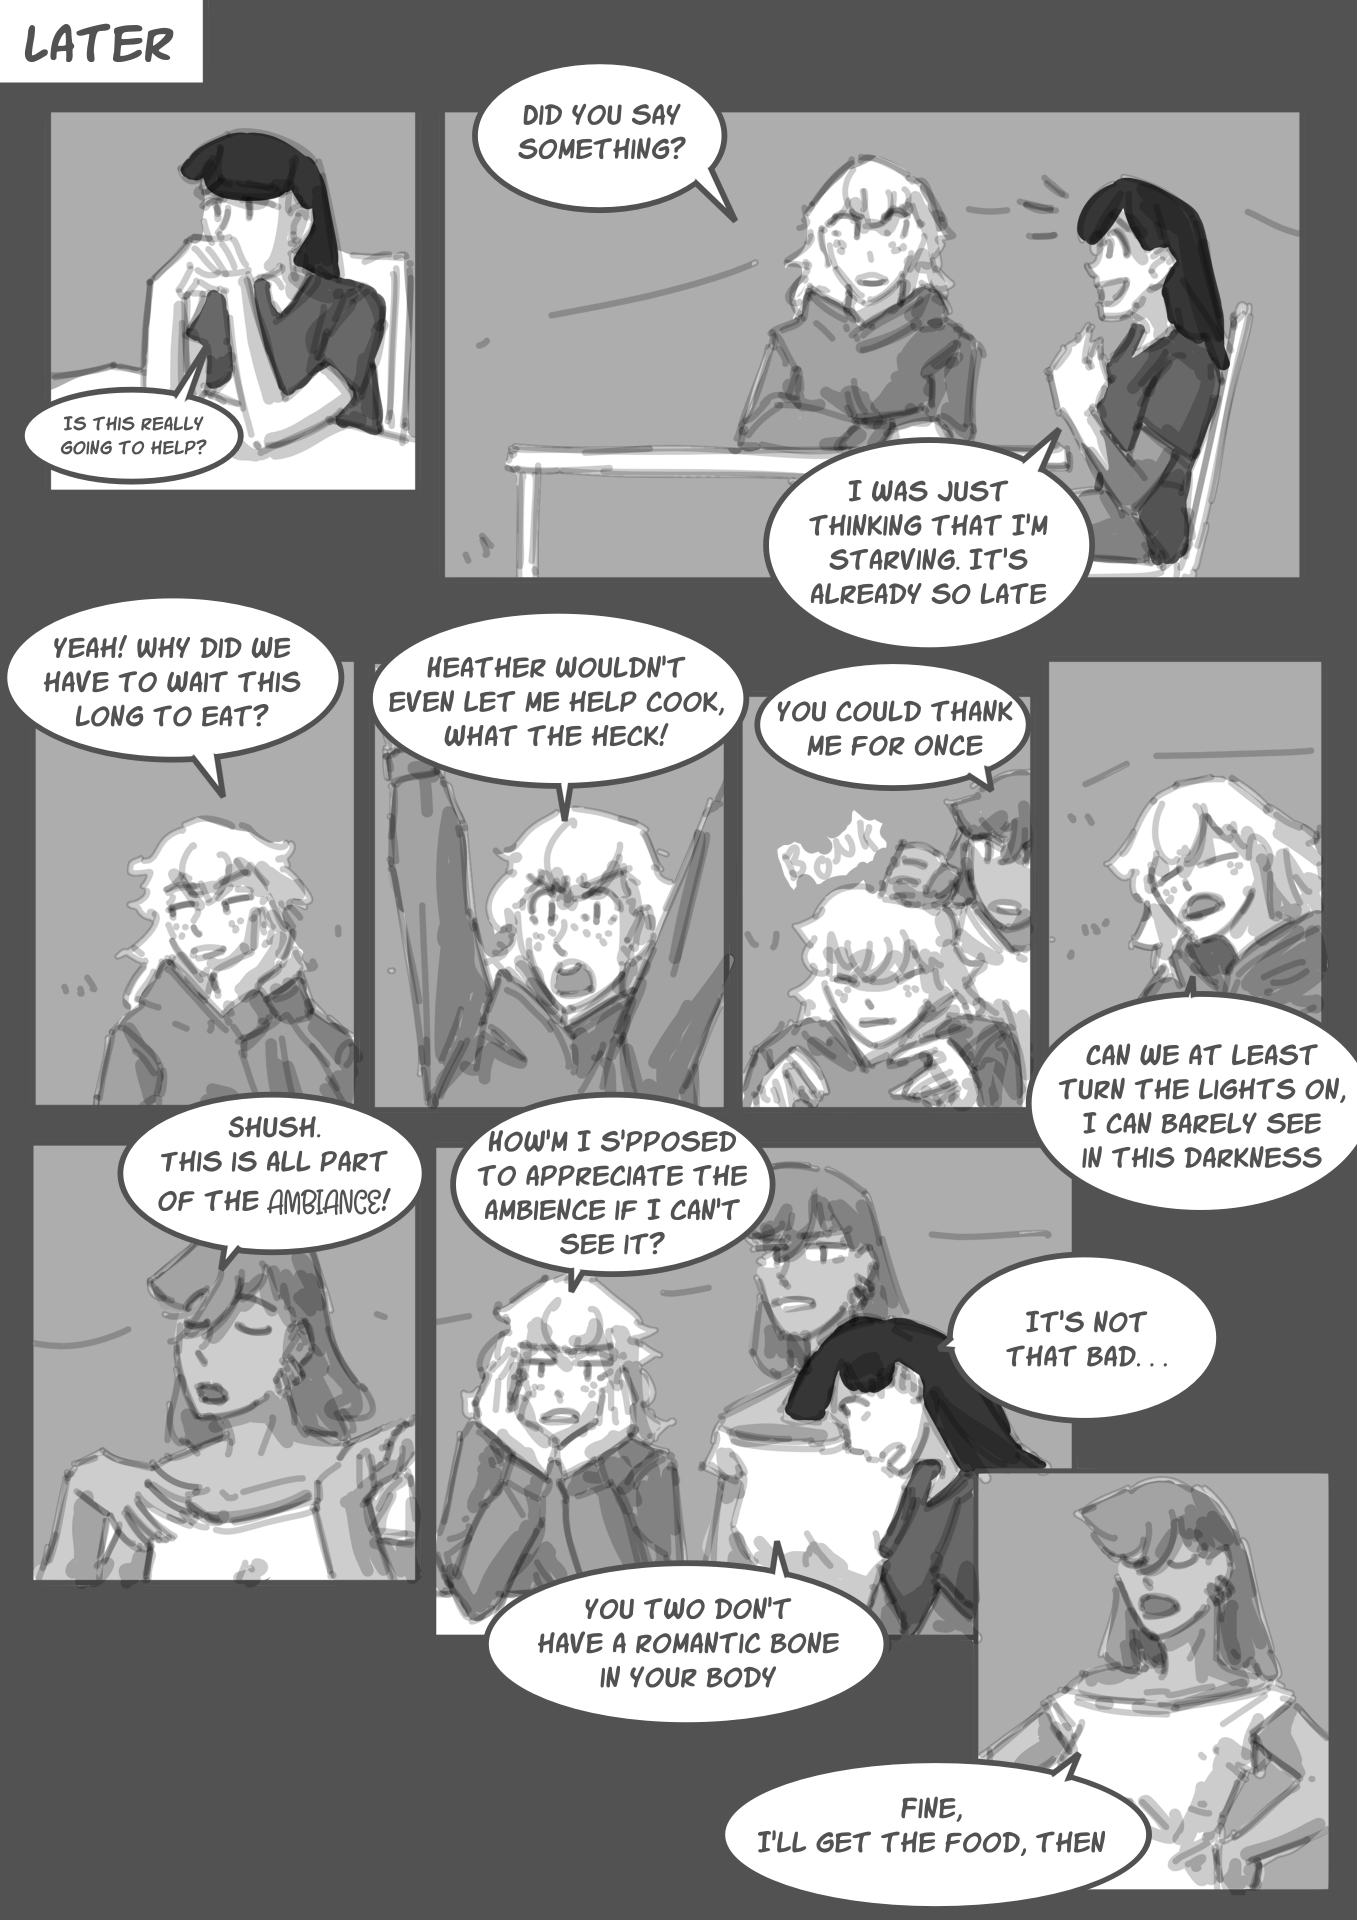 LATER
IS THIS REALLY
GOING TO HELP?
DID YOU SAY
SOMETHING?
I WAS JUST
THINKING THAT I'M
STARVING. IT'S
ALREADY SO LATE
YEAH! WHY DID WE
HAVE TO WAIT THIS
LONG TO EAT?
HEATHER WOULDN'T
EVEN LET ME HELP COOK,
WHAT THE HECK!
YOU COULD THANK
ME FOR ONCE
BONK
CAN WE AT LEAST
TURN THE LIGHTS ON,
I CAN BARELY SEE
IN THIS DARKNESS
SHUSH.
THIS IS ALL PART
OF THE AMBIANCE!
HOW'M I S'PPOSED
TO APPRECIATE THE
AMBIENCE IF I CAN'T
SEE IT?
IT'S NOT
THAT BAD...
YOU TWO DON'T
HAVE A ROMANTIC BONE
IN YOUR BODY
FINE,
I'LL GET THE FOOD, THEN